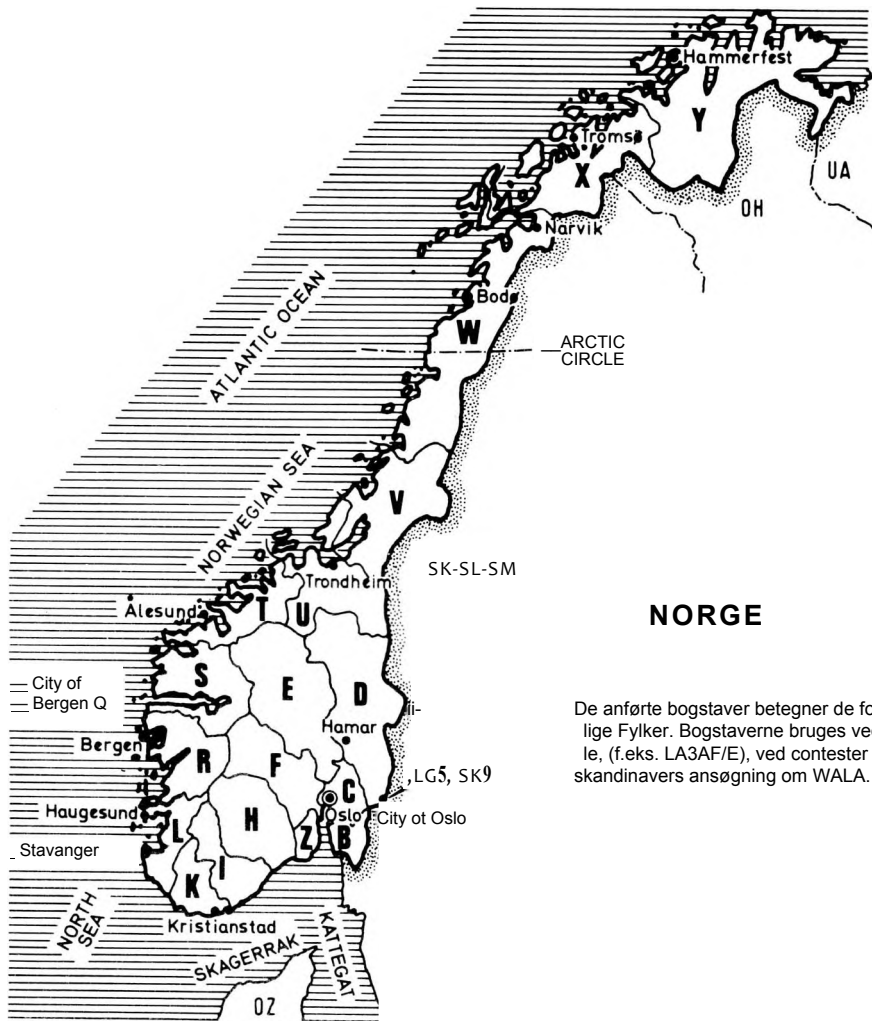 Hammerfest
Y
Tromsø
X
UA
OH
Narvik
Bodø
W
ARCTIC
CIRCLE
ATLANTIC OCEAN
V
NORWEGIAN SEA
SK-SL-SM
Trondheim
Ålesund
T
U
NORGE
S
E
D
City of
Bergen Q
De anførte bogstaver betegner de
lige Fylker. Bogstaverne bruges
le, (f.eks. LA3AF/E), ved contester
skandinavers ansøgning om WALA.
Hamar
Bergen
R
F
C
,LG5, SK9
Haugesund
Oslo
City ot Oslo
L
H
Z
B
Stavanger
I
K
Kristianstad
NORTH
SEA
SKAGERRAK
KATTEGAT
OZ